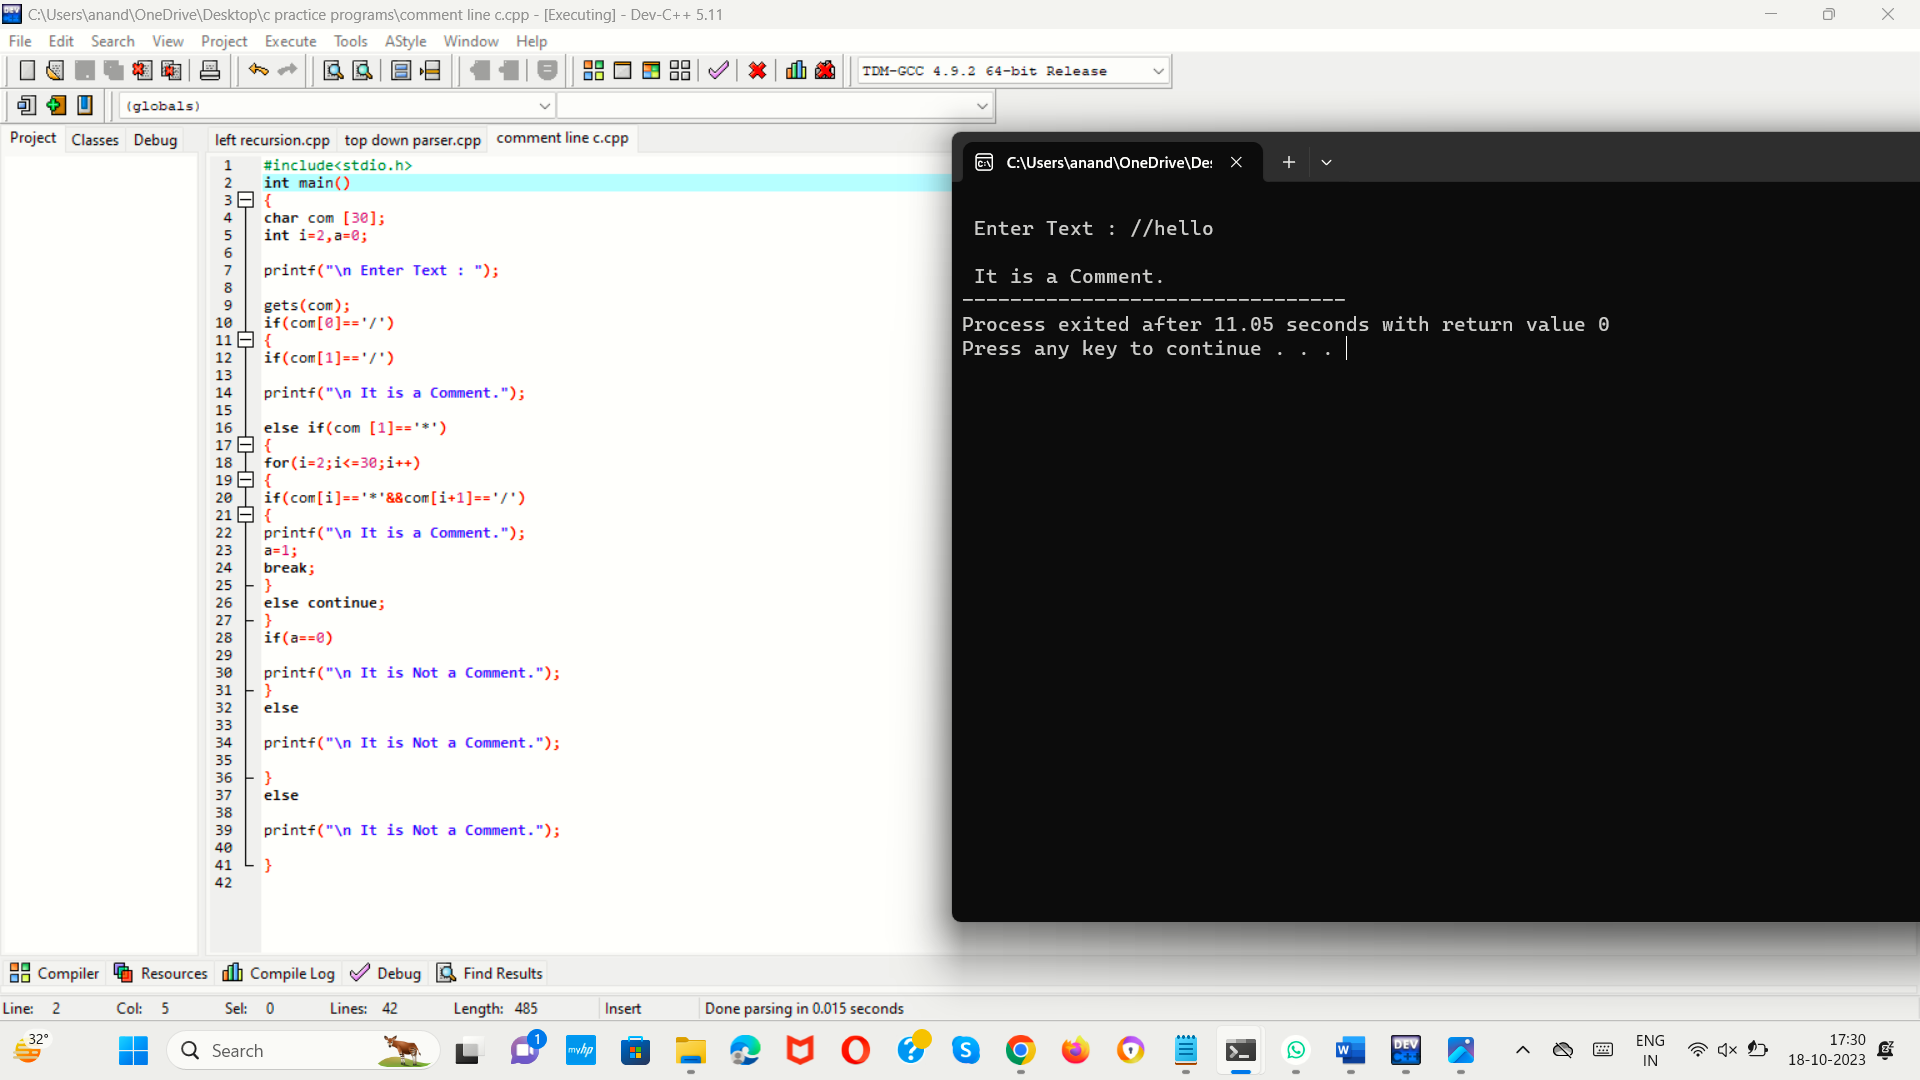 C:\Users\anand\OneDrive\Desktop\c practice programs\comment line c.cpp - [Executing] - Dev-C++ 5.11
File Edit Search View Project Execute Tools AStyle Window Help
TDM-GCC 4.9.2 64-bit Release
(globals)
Project Classes Debug
left recursion.cpp top down parser.cpp comment line c.cpp
1 #include<stdio.h>
2 int main()
3 {
4 char com [30];
5 int i=2,a=0;
6
7 printf("\n Enter Text : ");
8
9 gets(com);
10 if(com[0]=='/')
11 {
12 if(com[1]=='/')
13
14 printf("\n It is a Comment.");
15
16 else if(com [1]=='*')
17 {
18 for(i=2;i<=30;i++)
19 {
20 if(com[i]=='*'&&com[i+1]=='/')
21 {
22 printf("\n It is a Comment.");
23 a=1;
24 break;
25 }
26 else continue;
27 }
28 if(a==0)
29
30 printf("\n It is Not a Comment.");
31 }
32 else
33
34 printf("\n It is Not a Comment.");
35
36 }
37 else
38
39 printf("\n It is Not a Comment.");
40
41 }
42
C:\Users\anand\OneDrive\De
Enter Text : //hello
It is a Comment.
--------------------------------
Process exited after 11.05 seconds with return value 0
Press any key to continue . . .
Compiler Resources Compile Log Debug Find Results
Line: 2 Col: 5 Sel: 0 Lines: 42 Length: 485 Insert Done parsing in 0.015 seconds
32°
Search
1
myhp
DEV
ENG
IN
17:30
18-10-2023